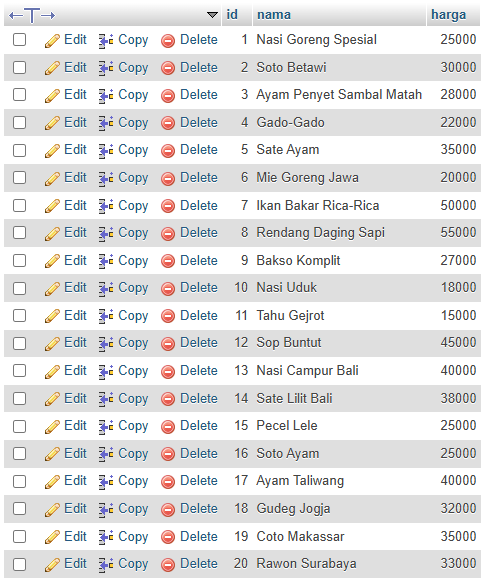 id nama harga
Edit Copy Delete 1 Nasi Goreng Spesial 25000
Edit Copy Delete 2 Soto Betawi 30000
Edit Copy Delete 3 Ayam Penyet Sambal Matah 28000
Edit Copy Delete 4 Gado-Gado 22000
Edit Copy Delete 5 Sate Ayam 35000
Edit Copy Delete 6 Mie Goreng Jawa 20000
Edit Copy Delete 7 Ikan Bakar Rica-Rica 50000
Edit Copy Delete 8 Rendang Daging Sapi 55000
Edit Copy Delete 9 Bakso Komplit 27000
Edit Copy Delete 10 Nasi Uduk 18000
Edit Copy Delete 11 Tahu Gejrot 15000
Edit Copy Delete 12 Sop Buntut 45000
Edit Copy Delete 13 Nasi Campur Bali 40000
Edit Copy Delete 14 Sate Lilit Bali 38000
Edit Copy Delete 15 Pecel Lele 25000
Edit Copy Delete 16 Soto Ayam 25000
Edit Copy Delete 17 Ayam Taliwang 40000
Edit Copy Delete 18 Gudeg Jogja 32000
Edit Copy Delete 19 Coto Makassar 35000
Edit Copy Delete 20 Rawon Surabaya 33000